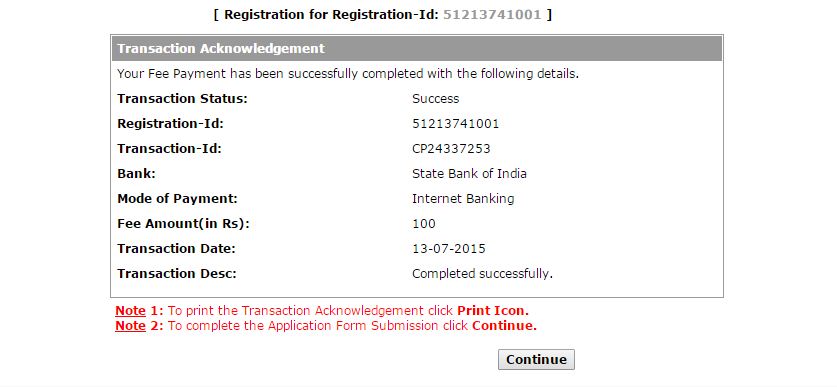 [ Registration for Registration-Id: 51213741001 ]
Transaction Acknowledgement
Your Fee Payment has been successfully completed with the following details.
Transaction Status: Success
Registration-Id: 51213741001
Transaction-Id: CP24337253
Bank: State Bank of India
Mode of Payment: Internet Banking
Fee Amount(in Rs): 100
Transaction Date: 13-07-2015
Transaction Desc: Completed successfully.
Note 1: To print the Transaction Acknowledgement click Print Icon.
Note 2: To complete the Application Form Submission click Continue.
Continue